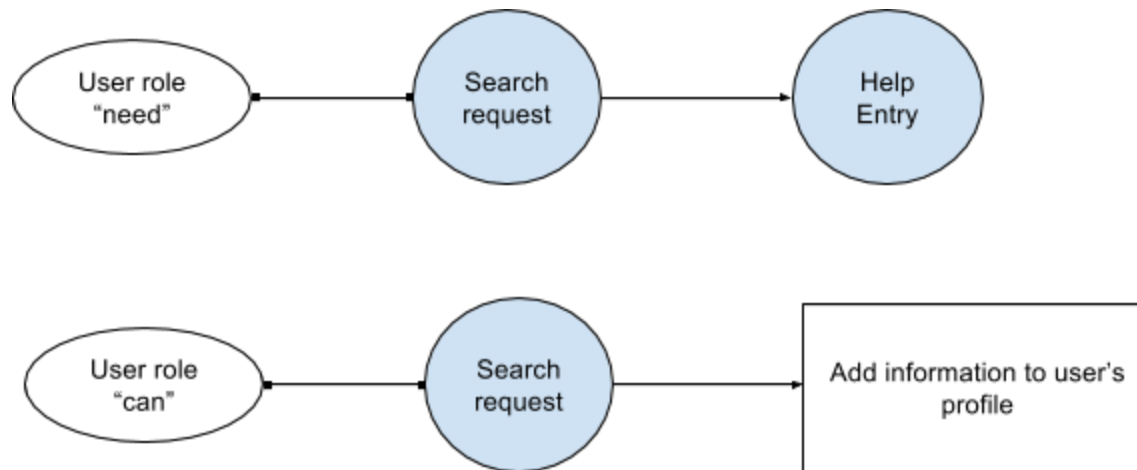 User role
“need”
Search
request
Help
Entry
User role
“can”
Search
request
Add information to user’s
profile